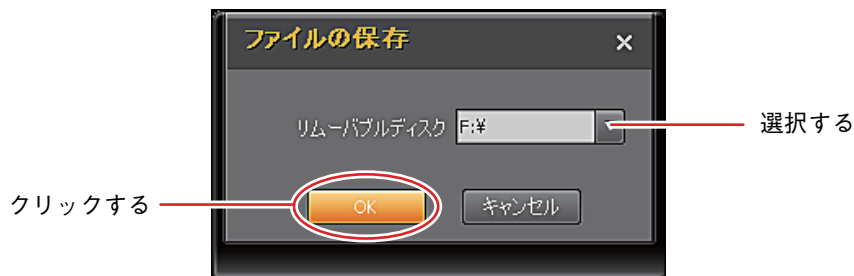 ファイルの保存
×
リムーバブルディスク F:¥
選択する
クリックする
OK キャンセル